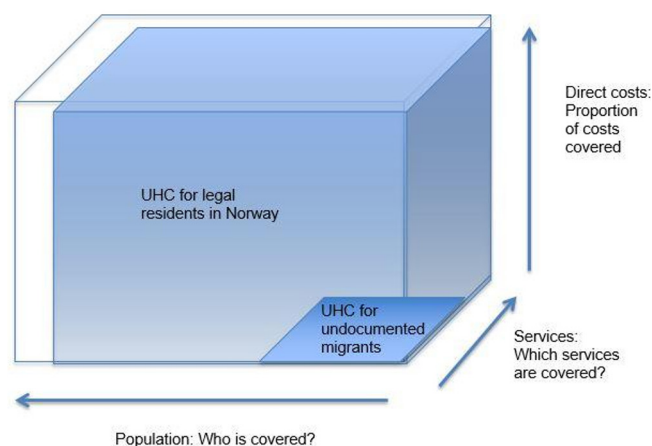 Direct costs:
Proportion
of costs
covered
UHC for legal
residents in Norway
UHC for
undocumented
migrants
Services:
Which services
are covered?
Population: Who is covered?